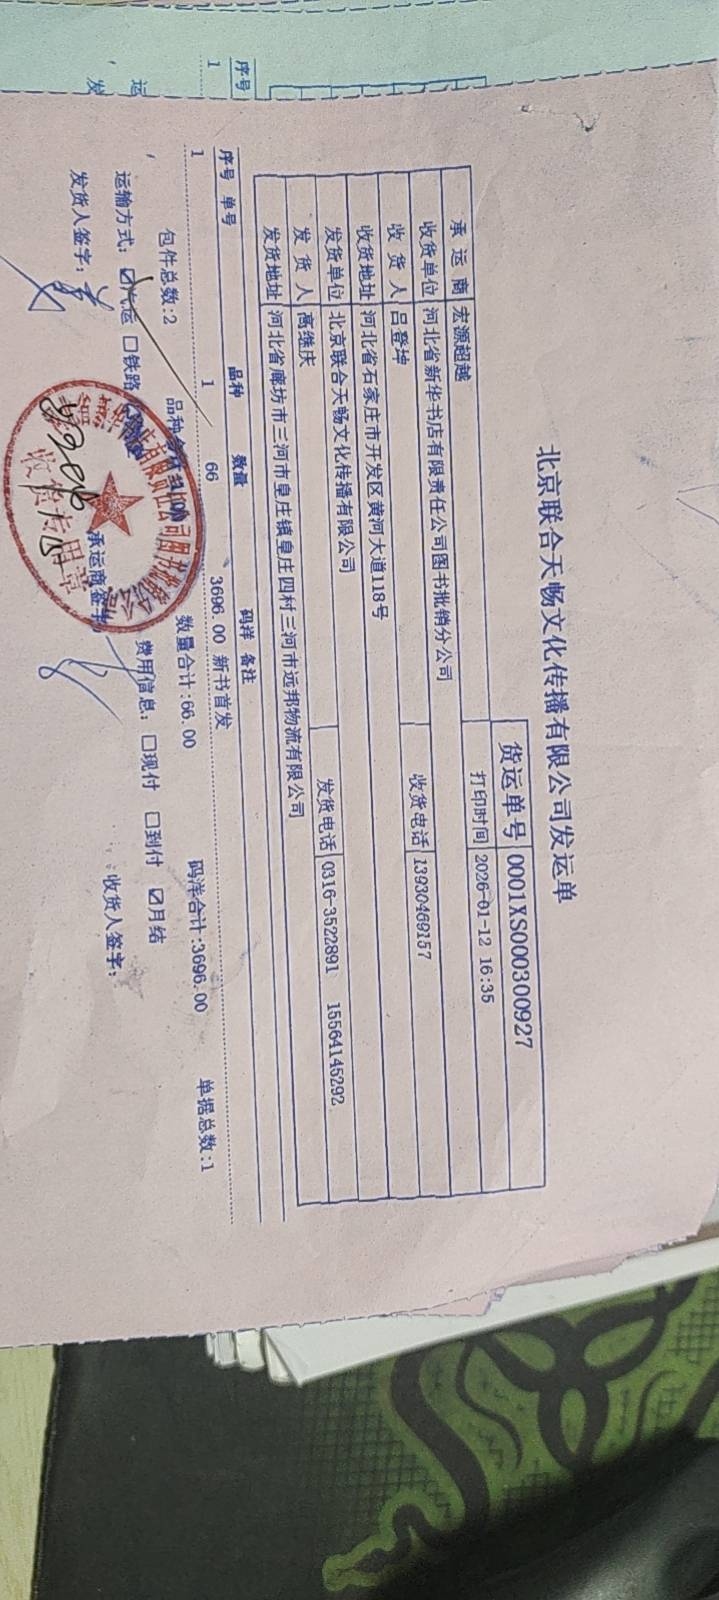 北京联合天畅文化传播有限公司发运单
货运单号 0001XS000300927
打印时间 2026-01-12 16:35
承运商 宏源超越
收货单位 河北省新华书店有限责任公司图书批销分公司
收货人 吕登坤 收货电话 13930469157
收货地址 河北省石家庄市开发区黄河大道118号
发货单位 北京联合天畅文化传播有限公司
发货人 高继庆 发货电话 0316-3522891 15564145292
发货地址 河北省廊坊市三河市皇庄镇皇庄四村三河市远邦物流有限公司
序号 单号 品种 数量 码洋 备注
1 1 66 3696.00 新书首发
包件总数:2 品种 数量合计:66.00 码洋合计:3696.00 单据总数:1
运输方式: ☑汽运 □铁路 费用信息: □现付 □到付 ☑月结
发货人签字: 承运商签字: 收货人签字:
收货专用章
序号
1
运
发